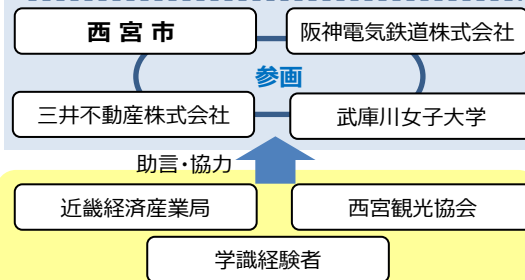 西宮市
阪神電気鉄道株式会社
参画
三井不動産株式会社
武庫川女子大学
助言・協力
近畿経済産業局
西宮観光協会
学識経験者